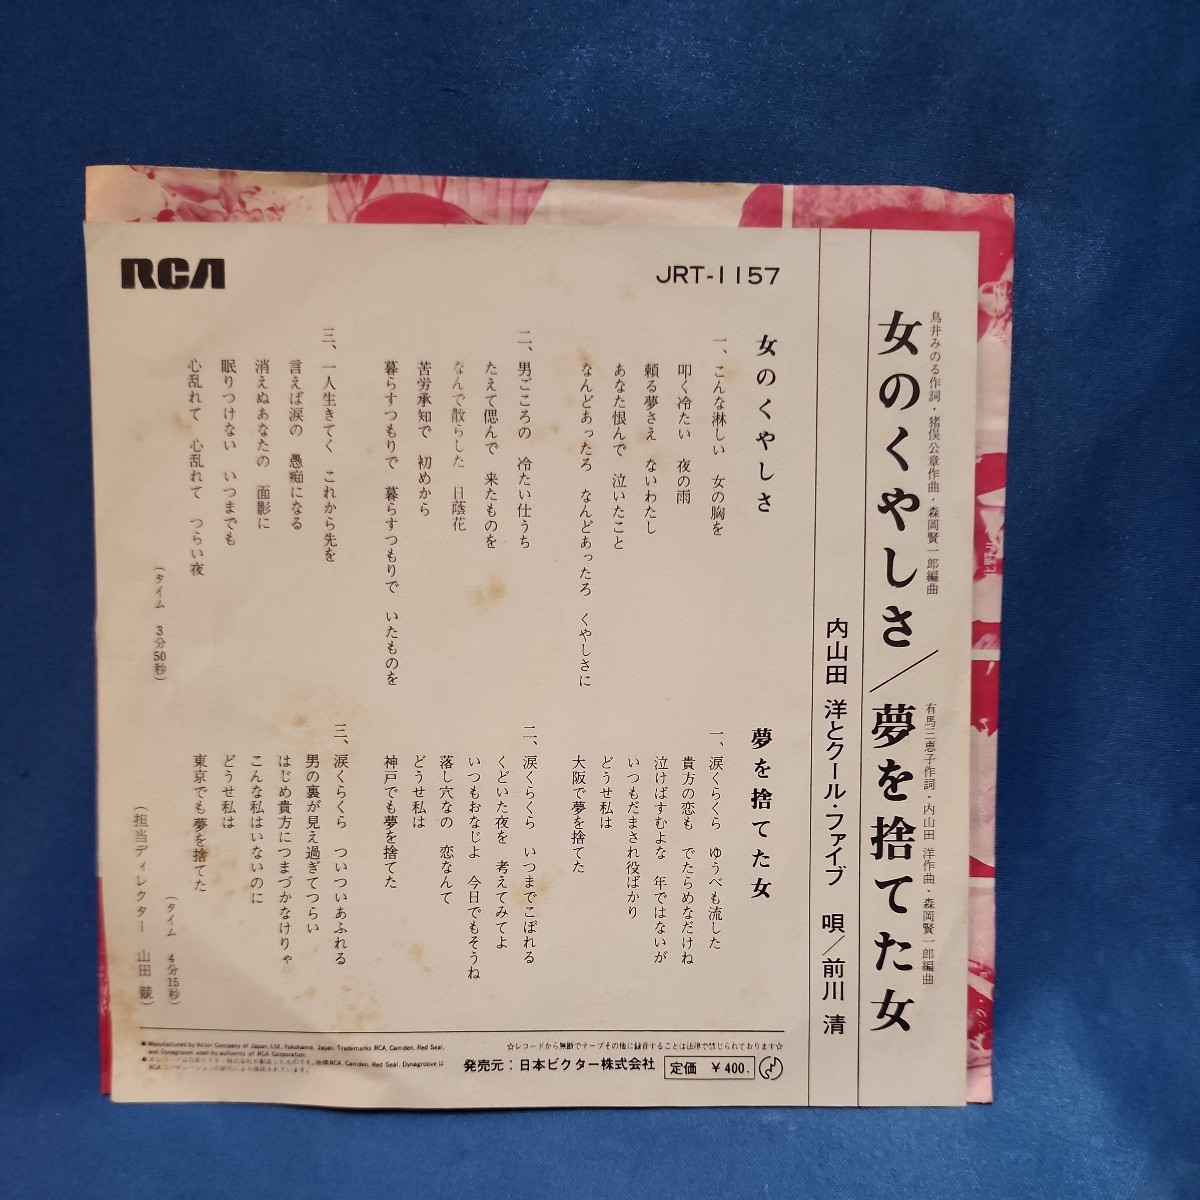 RCA
JRT-1157
鳥井みのる作詞・猪俣公章作曲・森岡賢一郎編曲
有馬三恵子作詞・内山田 洋作曲・森岡賢一郎編曲
女のくやしさ／夢を捨てた女
内山田 洋とクール・ファイブ 唄／前川 清
女のくやしさ
一、こんな淋しい 女の胸を
叩く冷たい 夜の雨
頼る夢さえ ないわたし
あなた恨んで 泣いたこと
なんどあったろ なんどあったろ くやしさに
二、男ごころの 冷たい仕うち
たえて偲んで 来たものを
なんで散らした 日蔭花
苦労承知で 初めから
暮らすつもりで 暮らすつもりで いたものを
三、一人生きてく これから先を
言えば涙の 愚痴になる
消えぬあなたの 面影に
眠りつけない いつまでも
心乱れて 心乱れて つらい夜
（タイム 3分50秒）
夢を捨てた女
一、涙くらくら ゆうべも流した
貴方の恋も でたらめなだけね
泣けばすむよな 年ではないが
いつもだまされ役ばかり
どうせ私は
大阪で夢を捨てた
二、涙くらくら いつまでこぼれる
くどいた夜を 考えてみてよ
いつもおなじよ 今日でもそうね
落し穴なの 恋なんて
どうせ私は
神戸でも夢を捨てた
三、涙くらくら ついついあふれる
男の裏が見え過ぎてつらい
はじめ貴方につまづかなけりゃ
こんな私はいないのに
どうせ私は
東京でも夢を捨てた
（タイム 4分15秒）
（担当ディレクター 山田 競）
●Manufactured by Victor Company of Japan, Ltd., Yokohama, Japan. Trademarks RCA, Camden, Red Seal,
and Dynagroove used by authority of RCA Corporation.
☆レコードから無断でテープその他に録音することは法律で禁じられております☆
発売元：日本ビクター株式会社
定価 ￥400.